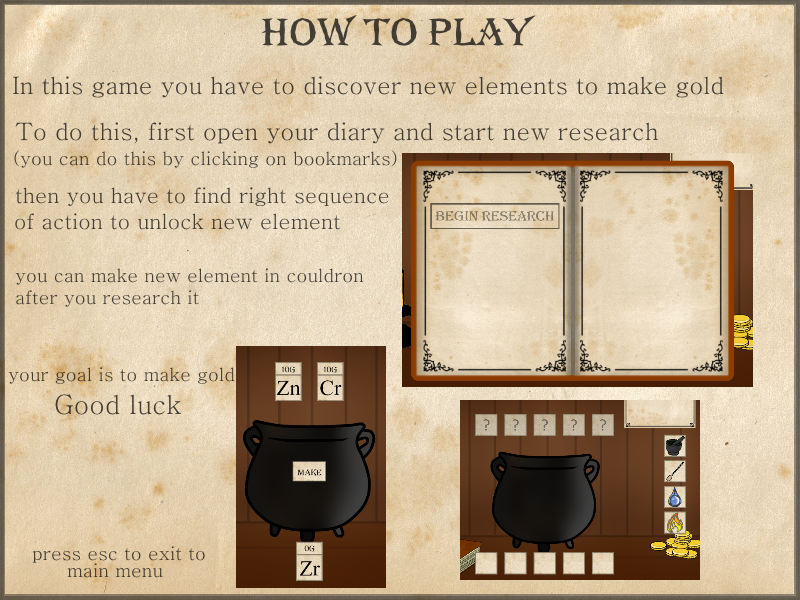 HOW TO PLAY
In this game you have to discover new elements to make gold
To do this, first open your diary and start new research
(you can do this by clicking on bookmarks)
then you have to find right sequence
of action to unlock new element
BEGIN RESEARCH
you can make new element in couldron
after you research it
your goal is to make gold
Good luck
10G 10G
Zn Cr
MAKE
0G
Zr
? ? ? ? ?
press esc to exit to
main menu